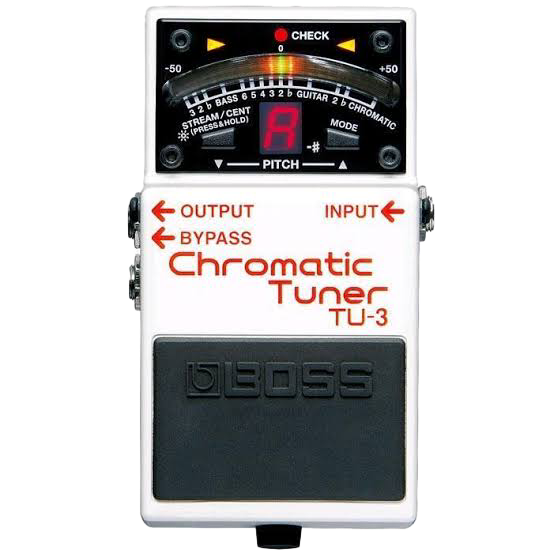 CHECK
-50 0 +50
3 2 ♭ BASS 6 5 4 3 2 ♭ GUITAR 2 ♭ CHROMATIC
STREAM/CENT
(PRESS&HOLD)
A
-#
MODE
▼ PITCH ▲
← OUTPUT
INPUT ←
← BYPASS
Chromatic
Tuner
TU-3
BOSS